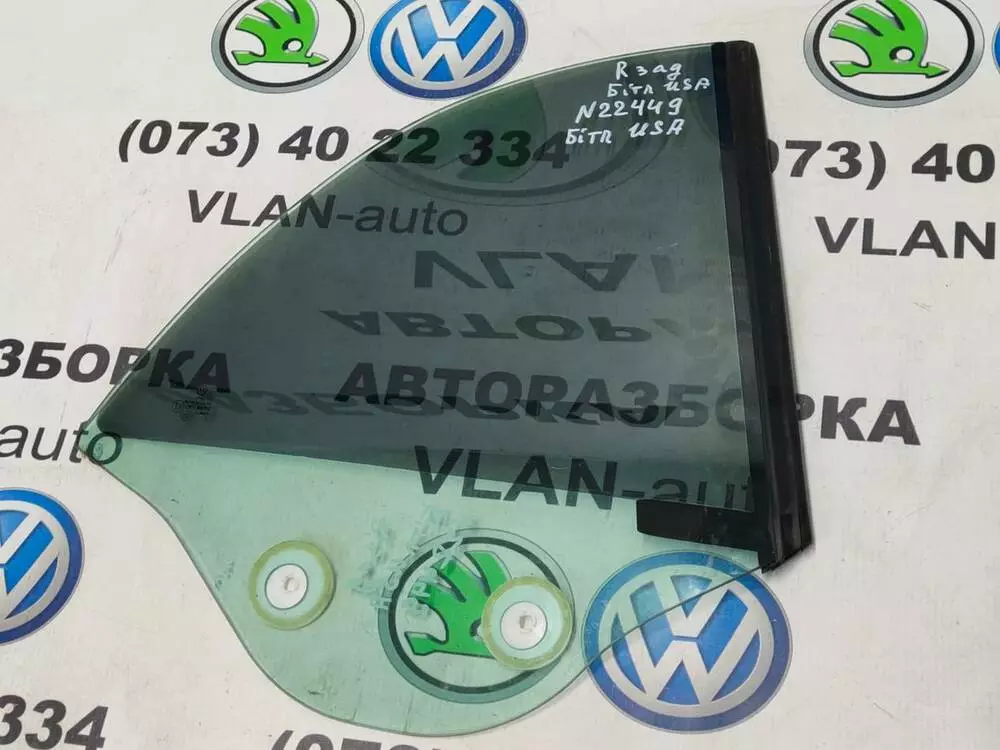 R зад
Бітл USA
N22449
Бітл USA
(073) 40 22 334
073) 40
VLAN-auto
VLAN
ЗБОРКА
АВТОРАЗБОРКА
auto
VLAN-auto
334